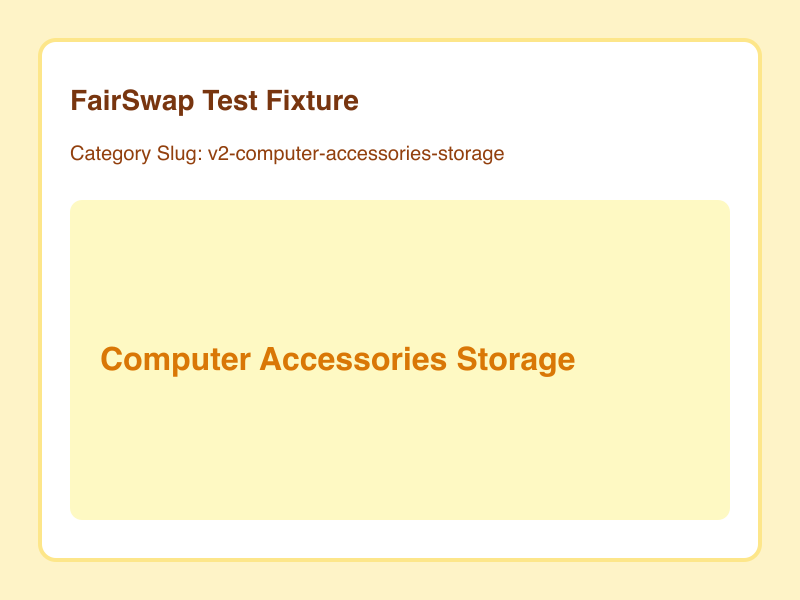 FairSwap Test Fixture
Category Slug: v2-computer-accessories-storage
Computer Accessories Storage